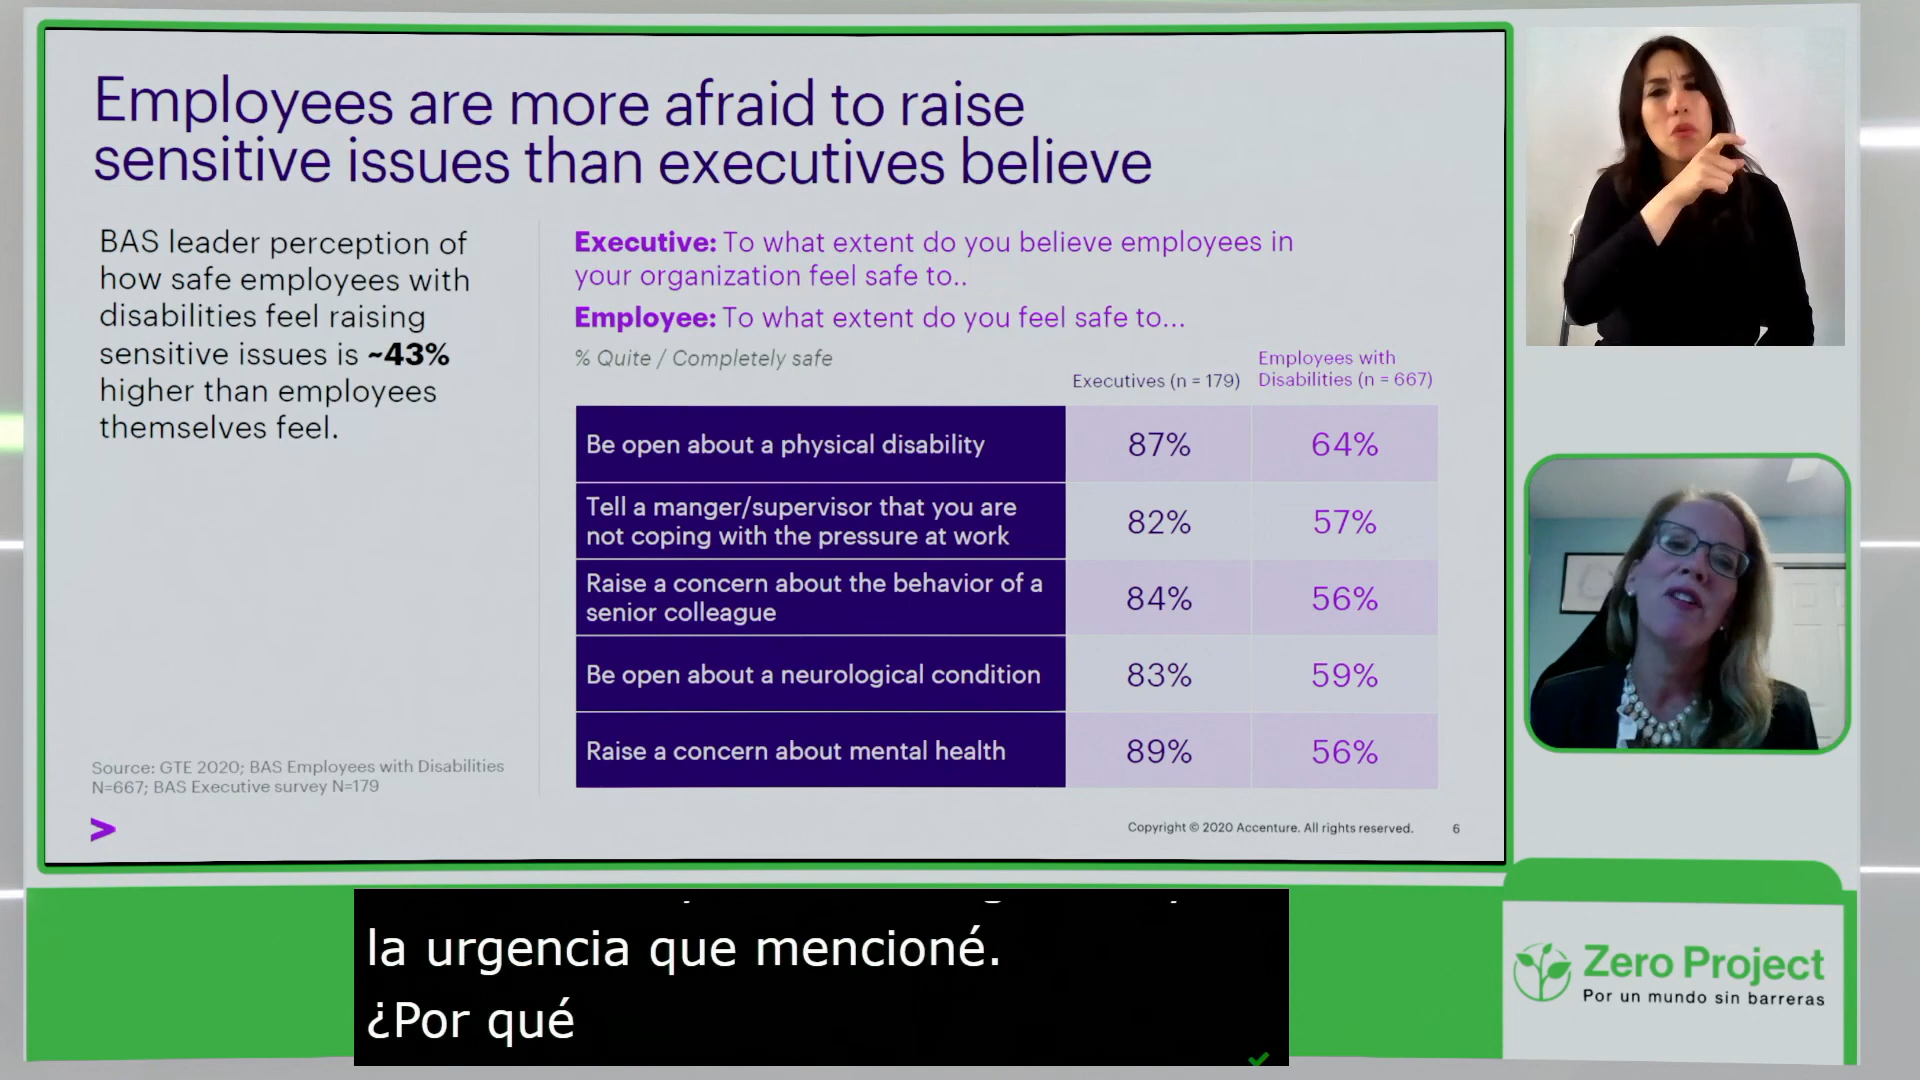 Employees are more afraid to raise
sensitive issues than executives believe
BAS leader perception of
how safe employees with
disabilities feel raising
sensitive issues is ~43%
higher than employees
themselves feel.
Source: GTE 2020; BAS Employees with Disabilities
N=667; BAS Executive survey N=179
>
Executive: To what extent do you believe employees in
your organization feel safe to..
Employee: To what extent do you feel safe to...
% Quite / Completely safe
Executives (n = 179)
Employees with
Disabilities (n = 667)
Be open about a physical disability 87% 64%
Tell a manger/supervisor that you are
not coping with the pressure at work 82% 57%
Raise a concern about the behavior of a
senior colleague 84% 56%
Be open about a neurological condition 83% 59%
Raise a concern about mental health 89% 56%
Copyright © 2020 Accenture. All rights reserved. 6
la urgencia que mencioné.
¿Por qué
Zero Project
Por un mundo sin barreras